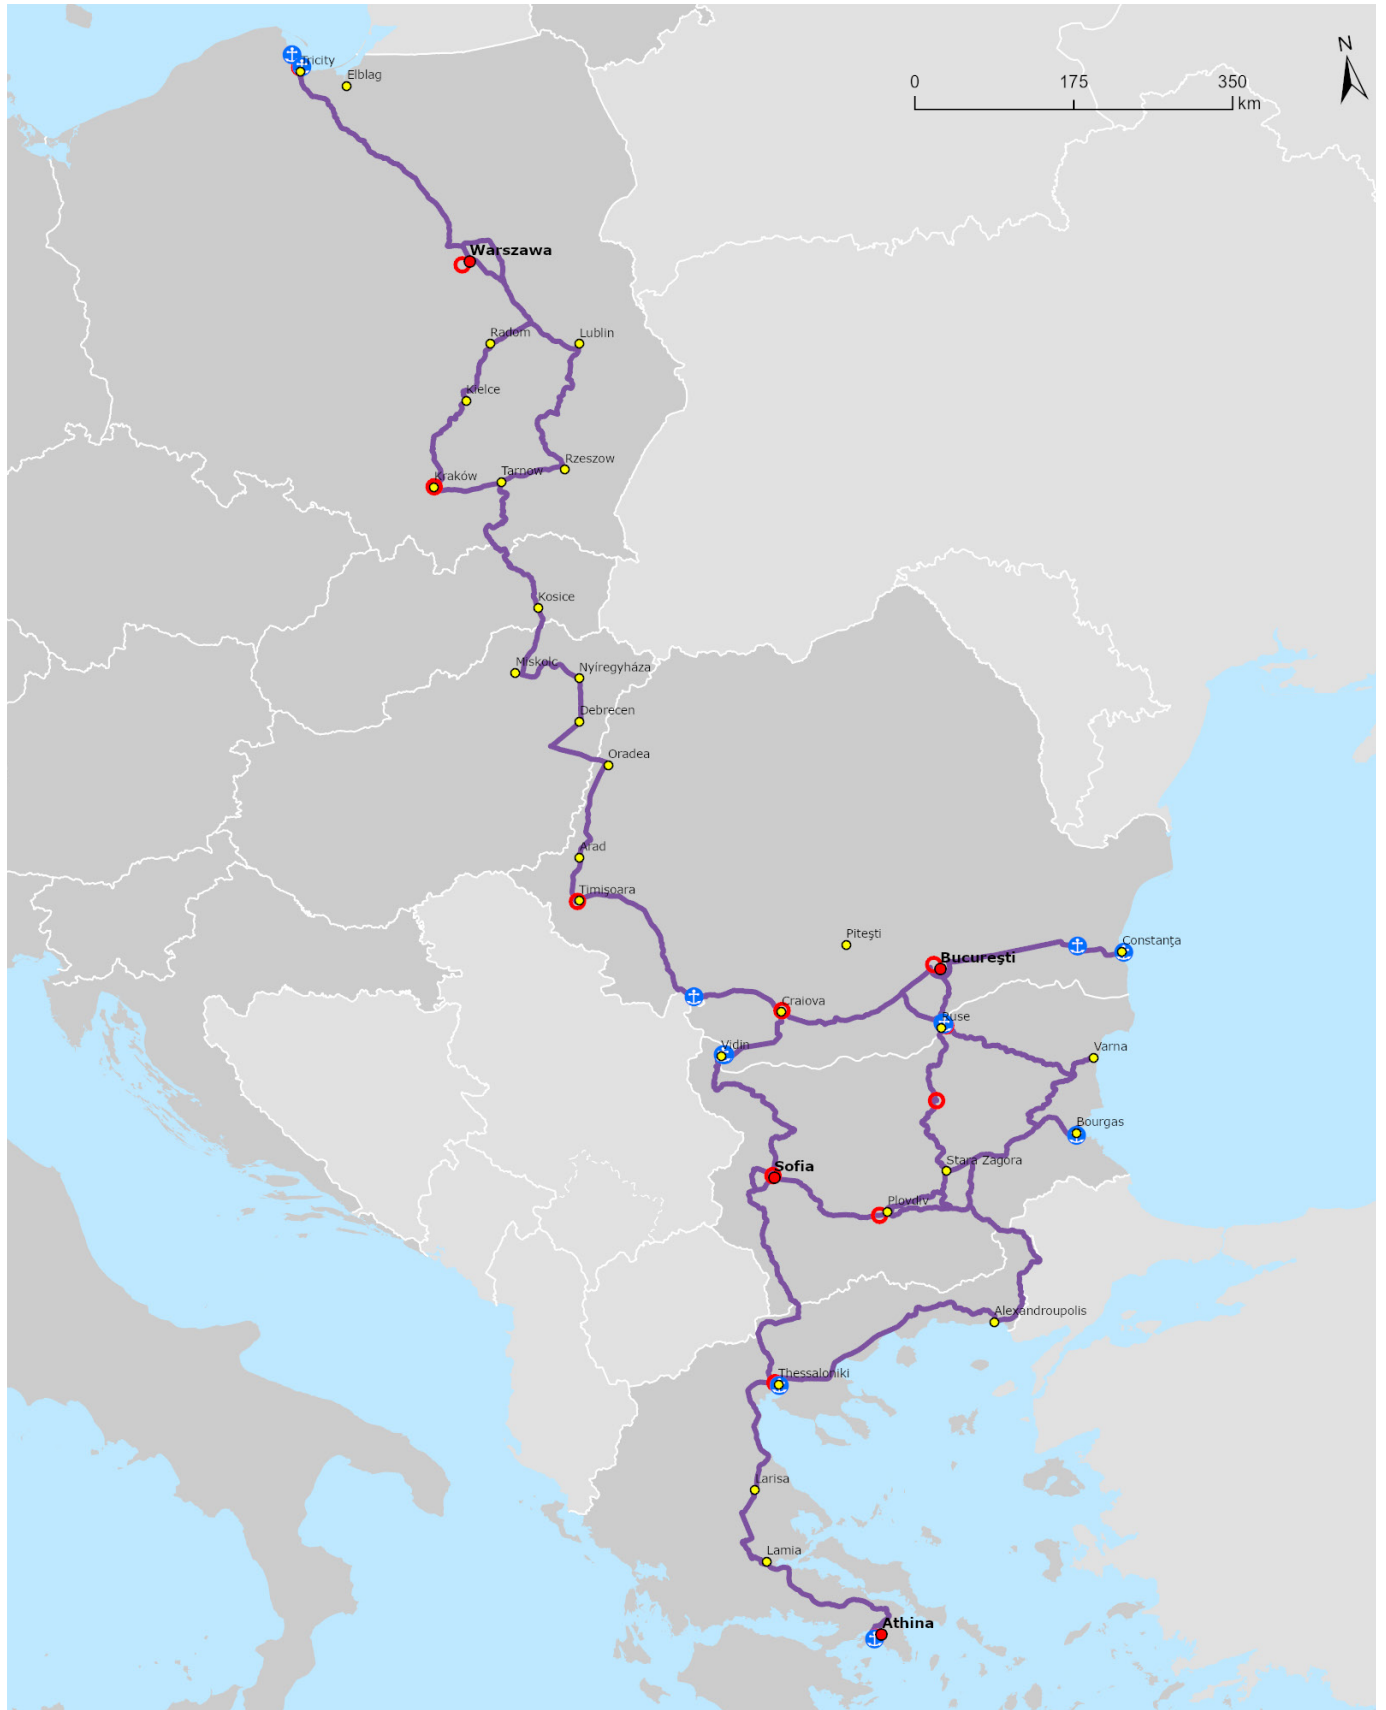 N
Tricity
Elblag
0 175 350
km
Warszawa
Radom
Lublin
Kielce
Kraków
Tarnow
Rzeszow
Kosice
Miskolc
Nyíregyháza
Debrecen
Oradea
Arad
Timişoara
Piteşti
Constanţa
Bucureşti
Craiova
Ruse
Vidin
Varna
Bourgas
Sofia
Stara Zagora
Plovdiv
Alexandroupolis
Thessaloniki
Larisa
Lamia
Athina